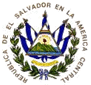 REPUBLICA DE EL SALVADOR EN LA AMERICA CENTRAL